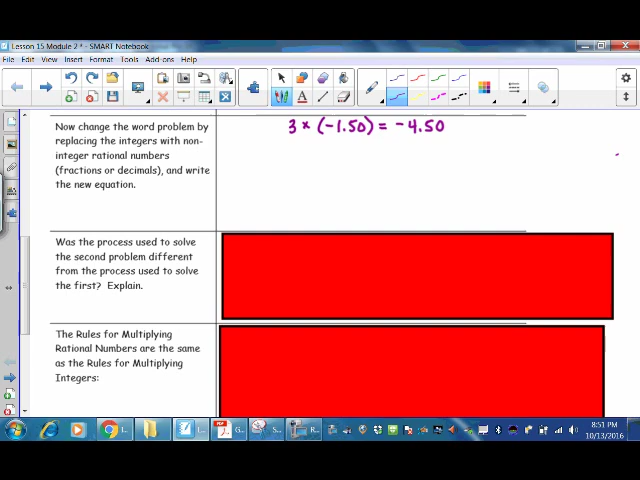 Lesson 15 Module 2 * - SMART Notebook
File Edit View Insert Format Tools Add-ons Help
3 × (-1.50) = -4.50
Now change the word problem by
replacing the integers with non-
integer rational numbers
(fractions or decimals), and write
the new equation.
Was the process used to solve
the second problem different
from the process used to solve
the first? Explain.
The Rules for Multiplying
Rational Numbers are the same
as the Rules for Multiplying
Integers:
8:51 PM
10/13/2016